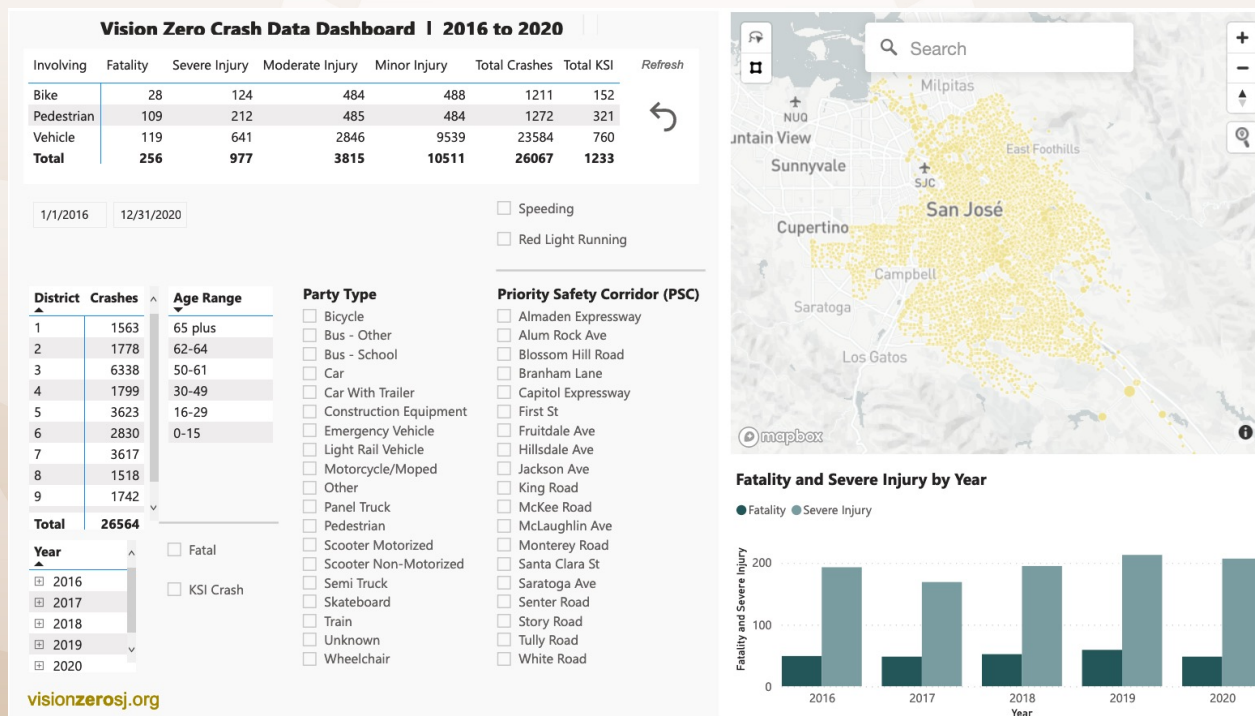 Vision Zero Crash Data Dashboard | 2016 to 2020
Involving Fatality Severe Injury Moderate Injury Minor Injury Total Crashes Total KSI
Bike 28 124 484 488 1211 152
Pedestrian 109 212 485 484 1272 321
Vehicle 119 641 2846 9539 23584 760
Total 256 977 3815 10511 26067 1233
Refresh
1/1/2016 12/31/2020
Speeding
Red Light Running
District Crashes
1 1563
2 1778
3 6338
4 1799
5 3623
6 2830
7 3617
8 1518
9 1742
Total 26564
Age Range
65 plus
62-64
50-61
30-49
16-29
0-15
Year
2016
2017
2018
2019
2020
Fatal
KSI Crash
Party Type
Bicycle
Bus - Other
Bus - School
Car
Car With Trailer
Construction Equipment
Emergency Vehicle
Light Rail Vehicle
Motorcycle/Moped
Other
Panel Truck
Pedestrian
Scooter Motorized
Scooter Non-Motorized
Semi Truck
Skateboard
Train
Unknown
Wheelchair
Priority Safety Corridor (PSC)
Almaden Expressway
Alum Rock Ave
Blossom Hill Road
Branham Lane
Capitol Expressway
First St
Fruitdale Ave
Hillsdale Ave
Jackson Ave
King Road
McKee Road
McLaughlin Ave
Monterey Road
Santa Clara St
Saratoga Ave
Senter Road
Story Road
Tully Road
White Road
visionzerosj.org
Search
Milpitas
NUQ
untain View
East Foothills
Sunnyvale
SJC
San José
Cupertino
Campbell
Saratoga
Los Gatos
mapbox
Fatality and Severe Injury by Year
Fatality Severe Injury
Fatality and Severe Injury
200
100
0
2016 2017 2018 2019 2020
Year